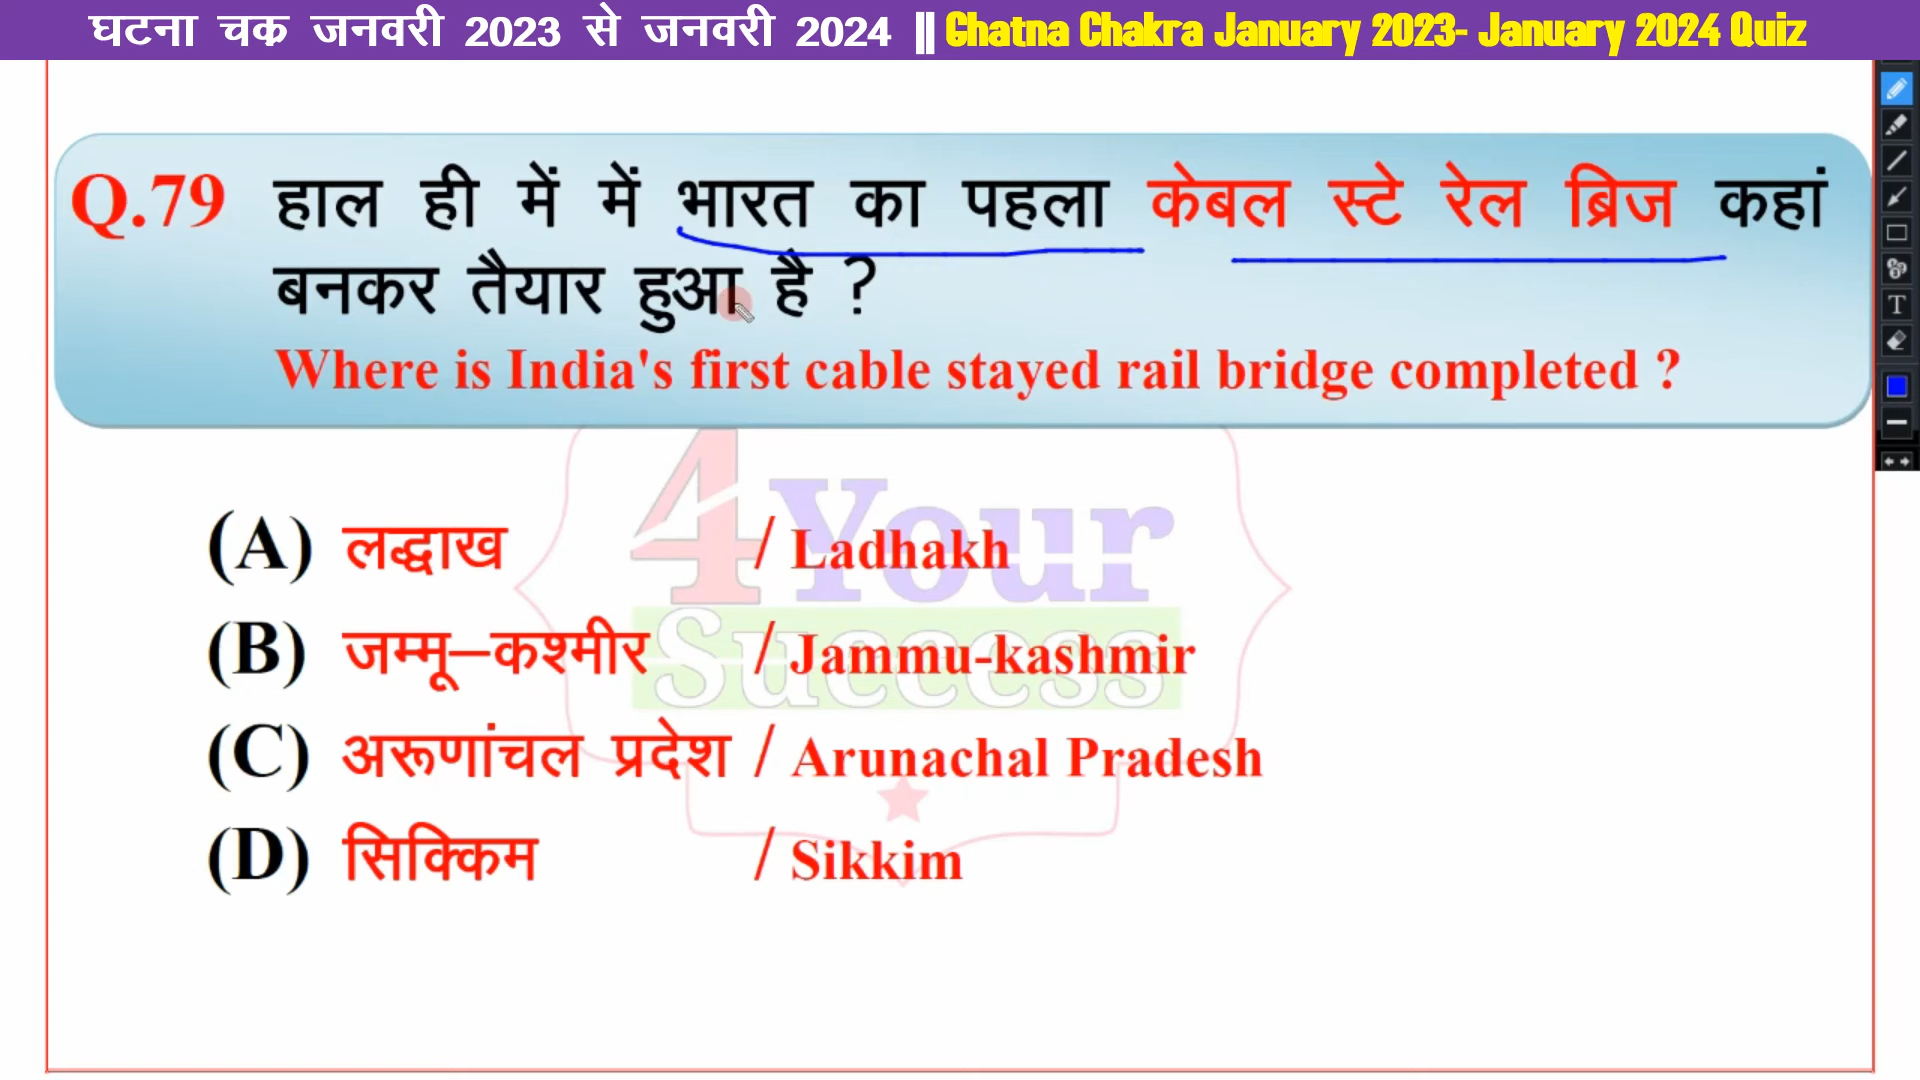 घटना चक्र जनवरी 2023 से जनवरी 2024 || Ghatna Chakra January 2023- January 2024 Quiz
Q.79 हाल ही में में भारत का पहला केबल स्टे रेल ब्रिज कहां
बनकर तैयार हुआ है ?
Where is India's first cable stayed rail bridge completed ?
4Your
Success
(A) लद्धाख / Ladhakh
(B) जम्मू–कश्मीर / Jammu-kashmir
(C) अरूणांचल प्रदेश / Arunachal Pradesh
(D) सिक्किम / Sikkim
T